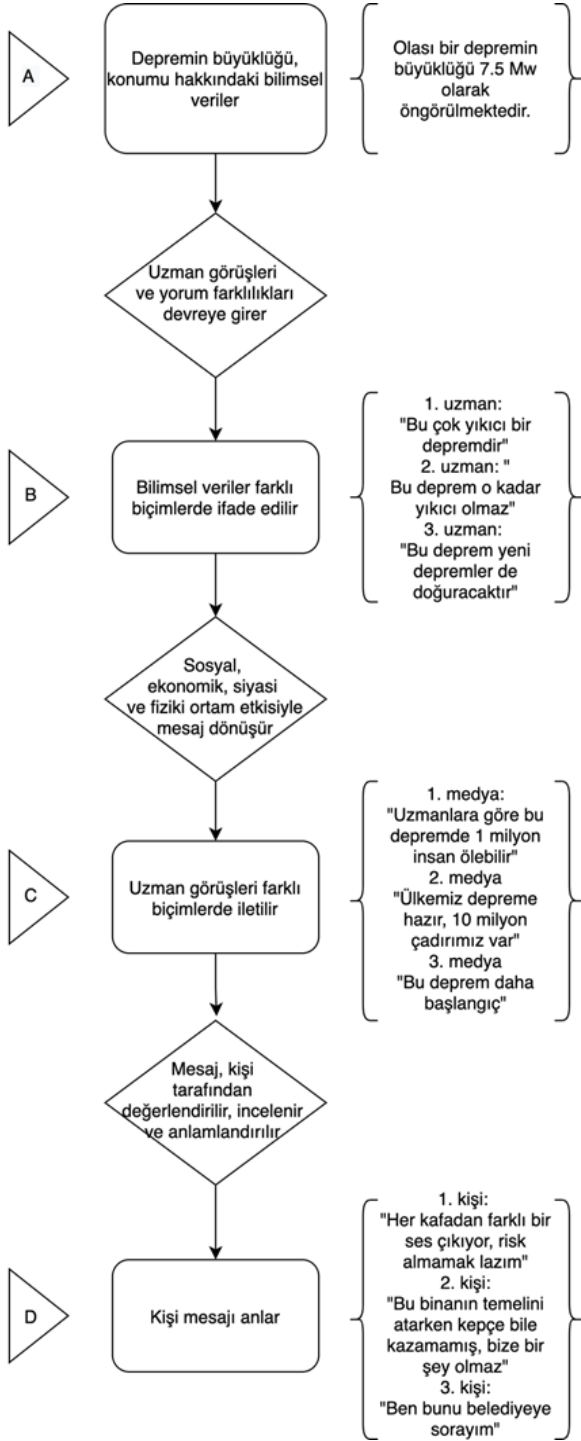 A
Depremin büyüklüğü,
konumu hakkındaki bilimsel
veriler
Olası bir depremin
büyüklüğü 7.5 Mw
olarak
öngörülmektedir.
Uzman görüşleri
ve yorum farklılıkları
devreye girer
B
Bilimsel veriler farklı
biçimlerde ifade edilir
1. uzman:
"Bu çok yıkıcı bir
depremdir"
2. uzman: "
Bu deprem o kadar
yıkıcı olmaz"
3. uzman:
"Bu deprem yeni
depremler de
doğuracaktır"
Sosyal,
ekonomik, siyasi
ve fiziki ortam etkisiyle
mesaj dönüşür
C
Uzman görüşleri farklı
biçimlerde iletilir
1. medya:
"Uzmanlara göre bu
depremde 1 milyon
insan ölebilir"
2. medya
"Ülkemiz depreme
hazır, 10 milyon
çadırımız var"
3. medya
"Bu deprem daha
başlangıç"
Mesaj, kişi
tarafından
değerlendirilir, incelenir
ve anlamlandırılır
D
Kişi mesajı anlar
1. kişi:
"Her kafadan farklı bir
ses çıkıyor, risk
almamak lazım"
2. kişi:
"Bu binanın temelini
atarken kepçe bile
kazamamış, bize bir
şey olmaz"
3. kişi:
"Ben bunu belediyeye
sorayım"